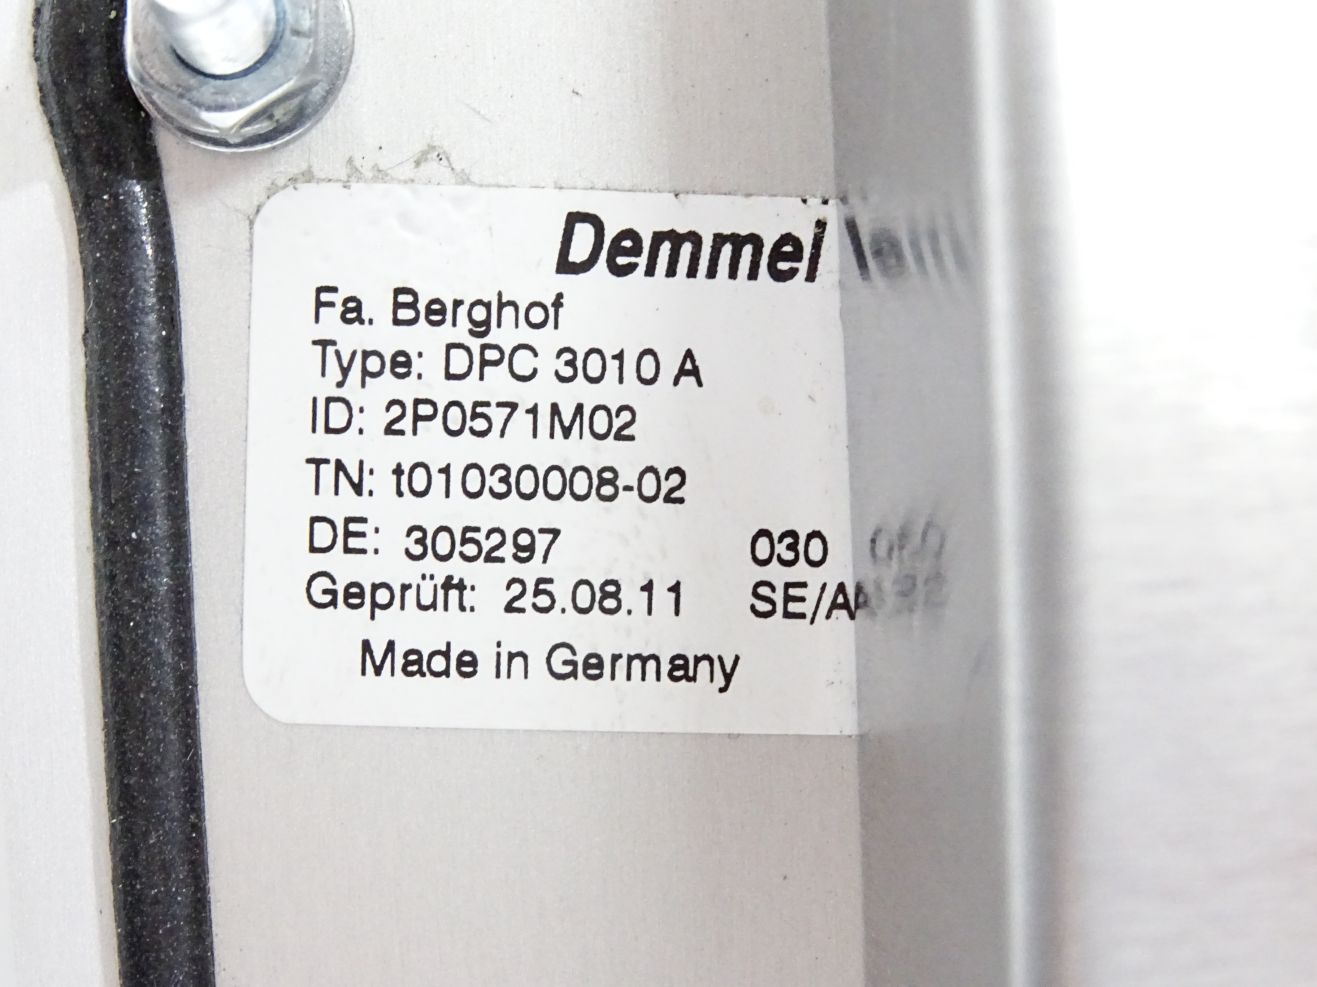 Demmel
Fa. Berghof
Type: DPC 3010 A
ID: 2P0571M02
TN: t01030008-02
DE: 305297 030
Geprüft: 25.08.11 SE/A
Made in Germany